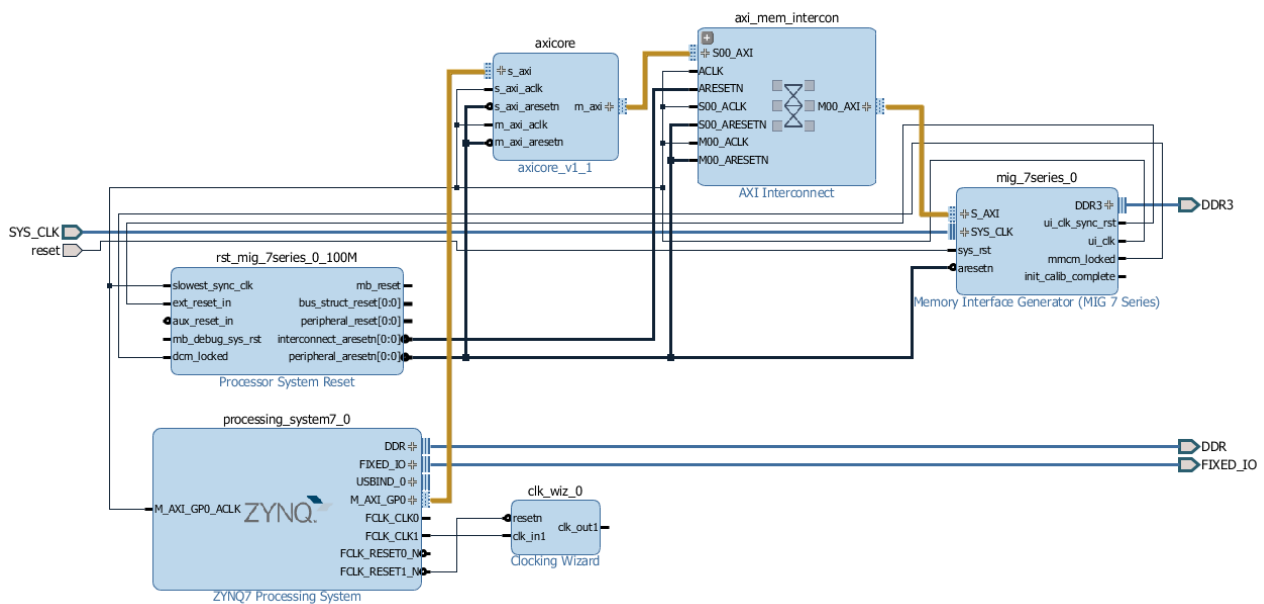 axi_mem_intercon
S00_AXI
ACLK
ARESETN
S00_ACLK
S00_ARESETN
M00_ACLK
M00_ARESETN
M00_AXI
AXI Interconnect
axicore
s_axi
s_axi_aclk
s_axi_aresetn
m_axi_aclk
m_axi_aresetn
m_axi
axicore_v1_1
mig_7series_0
S_AXI
SYS_CLK
sys_rst
aresetn
DDR3
ui_clk_sync_rst
ui_clk
mmcm_locked
init_calib_complete
Memory Interface Generator (MIG 7 Series)
DDR3
SYS_CLK
reset
rst_mig_7series_0_100M
slowest_sync_clk
ext_reset_in
aux_reset_in
mb_debug_sys_rst
dcm_locked
mb_reset
bus_struct_reset[0:0]
peripheral_reset[0:0]
interconnect_aresetn[0:0]
peripheral_aresetn[0:0]
Processor System Reset
processing_system7_0
M_AXI_GP0_ACLK
ZYNQ
DDR
FIXED_IO
USBIND_0
M_AXI_GP0
FCLK_CLK0
FCLK_CLK1
FCLK_RESET0_N
FCLK_RESET1_N
ZYNQ7 Processing System
clk_wiz_0
resetn
clk_in1
clk_out1
Clocking Wizard
DDR
FIXED_IO